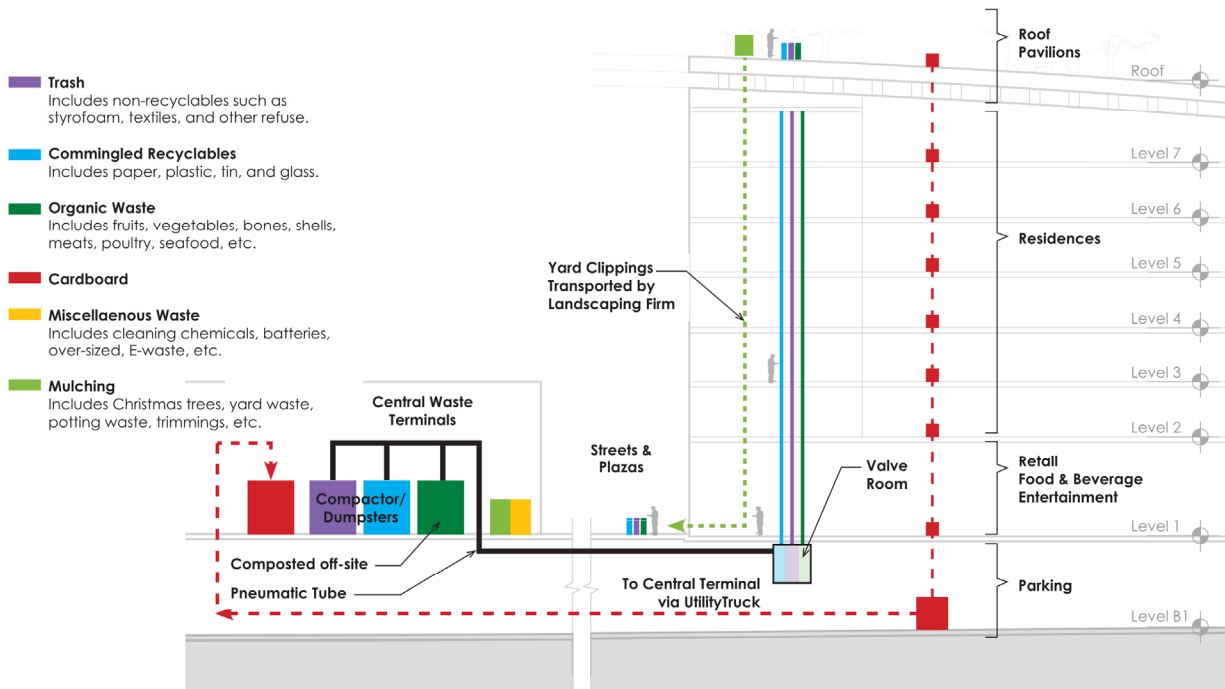 Trash
Includes non-recyclables such as
styrofoam, textiles, and other refuse.
Commingled Recyclables
Includes paper, plastic, tin, and glass.
Organic Waste
Includes fruits, vegetables, bones, shells,
meats, poultry, seafood, etc.
Cardboard
Miscellaenous Waste
Includes cleaning chemicals, batteries,
over-sized, E-waste, etc.
Mulching
Includes Christmas trees, yard waste,
potting waste, trimmings, etc.
Central Waste
Terminals
Compactor/
Dumpsters
Composted off-site
Pneumatic Tube
Streets &
Plazas
Yard Clippings
Transported by
Landscaping Firm
Valve
Room
To Central Terminal
via UtilityTruck
Roof
Pavilions
Residences
Retall
Food & Beverage
Entertainment
Parking
Roof
Level 7
Level 6
Level 5
Level 4
Level 3
Level 2
Level 1
Level B1